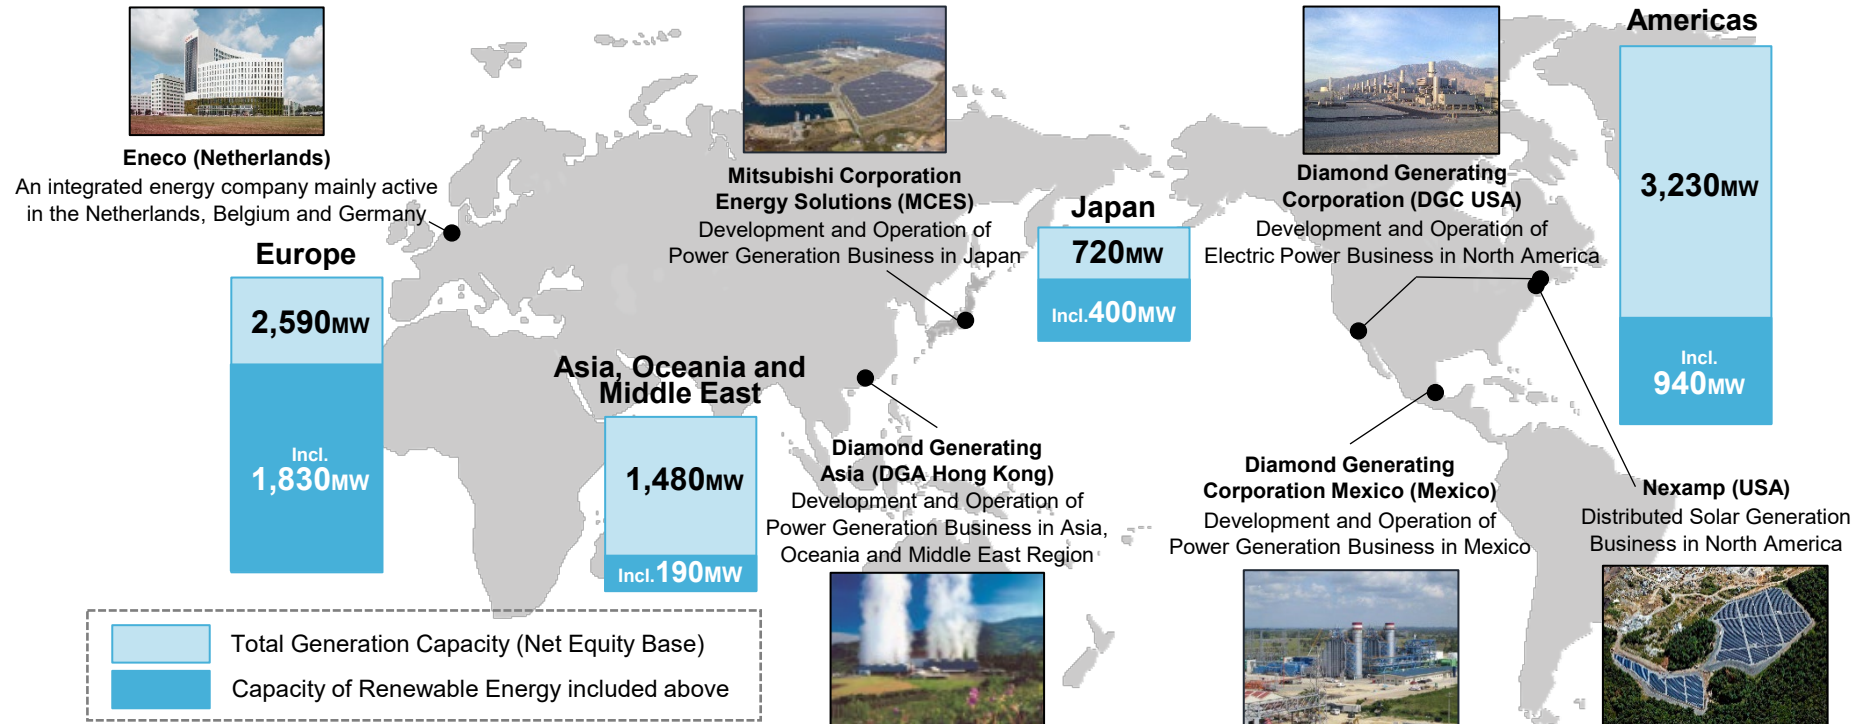 Eneco (Netherlands)
An integrated energy company mainly active
in the Netherlands, Belgium and Germany
Europe
2,590MW
Incl.
1,830MW
Mitsubishi Corporation
Energy Solutions (MCES)
Development and Operation of
Power Generation Business in Japan
Japan
720MW
Incl.400MW
Asia, Oceania and
Middle East
1,480MW
Incl.190MW
Diamond Generating
Asia (DGA Hong Kong)
Development and Operation of
Power Generation Business in Asia,
Oceania and Middle East Region
Diamond Generating
Corporation (DGC USA)
Development and Operation of
Electric Power Business in North America
Americas
3,230MW
Incl.
940MW
Diamond Generating
Corporation Mexico (Mexico)
Development and Operation of
Power Generation Business in Mexico
Nexamp (USA)
Distributed Solar Generation
Business in North America
Total Generation Capacity (Net Equity Base)
Capacity of Renewable Energy included above